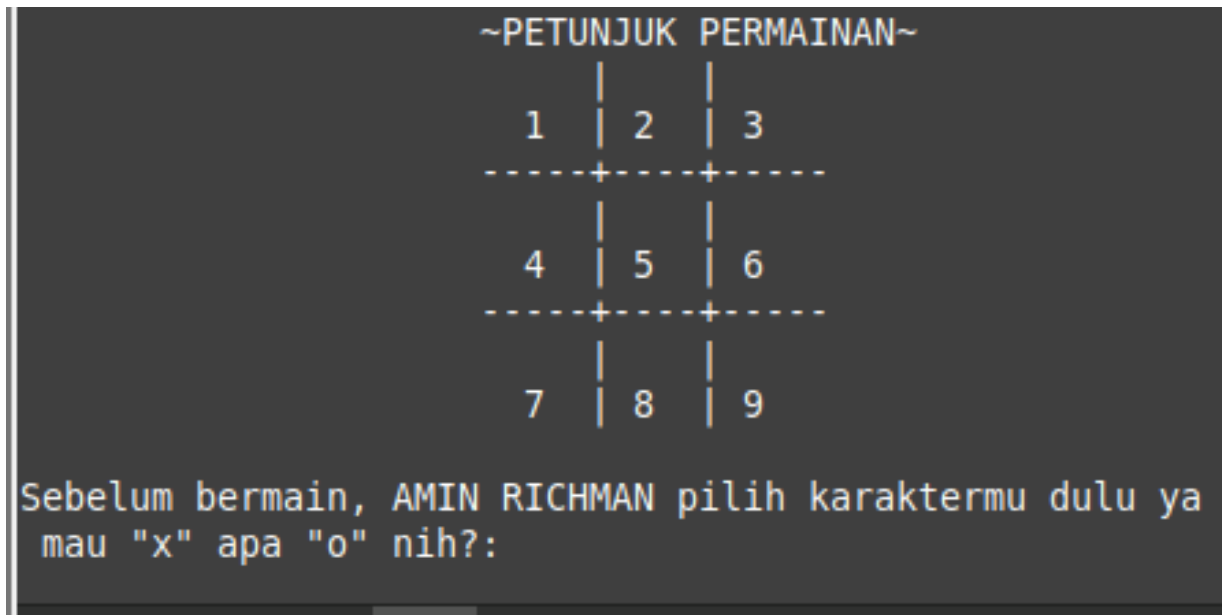 ~PETUNJUK PERMAINAN~
| |
1 | 2 | 3
-----+----+-----
| |
4 | 5 | 6
-----+----+-----
| |
7 | 8 | 9
Sebelum bermain, AMIN RICHMAN pilih karaktermu dulu ya
mau "x" apa "o" nih?: